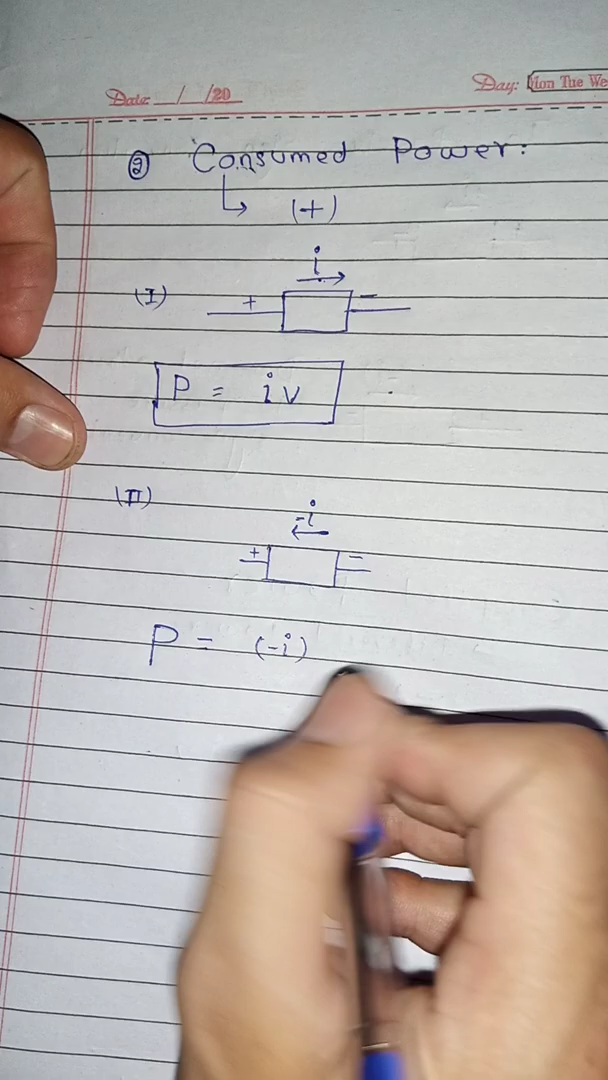 Date: / /20
Day: Mon Tue We
② Consumed Power:
↳ (+)
i
→
(I) + -
P = iv
(II)
-i
←
+ -
P = (-i)